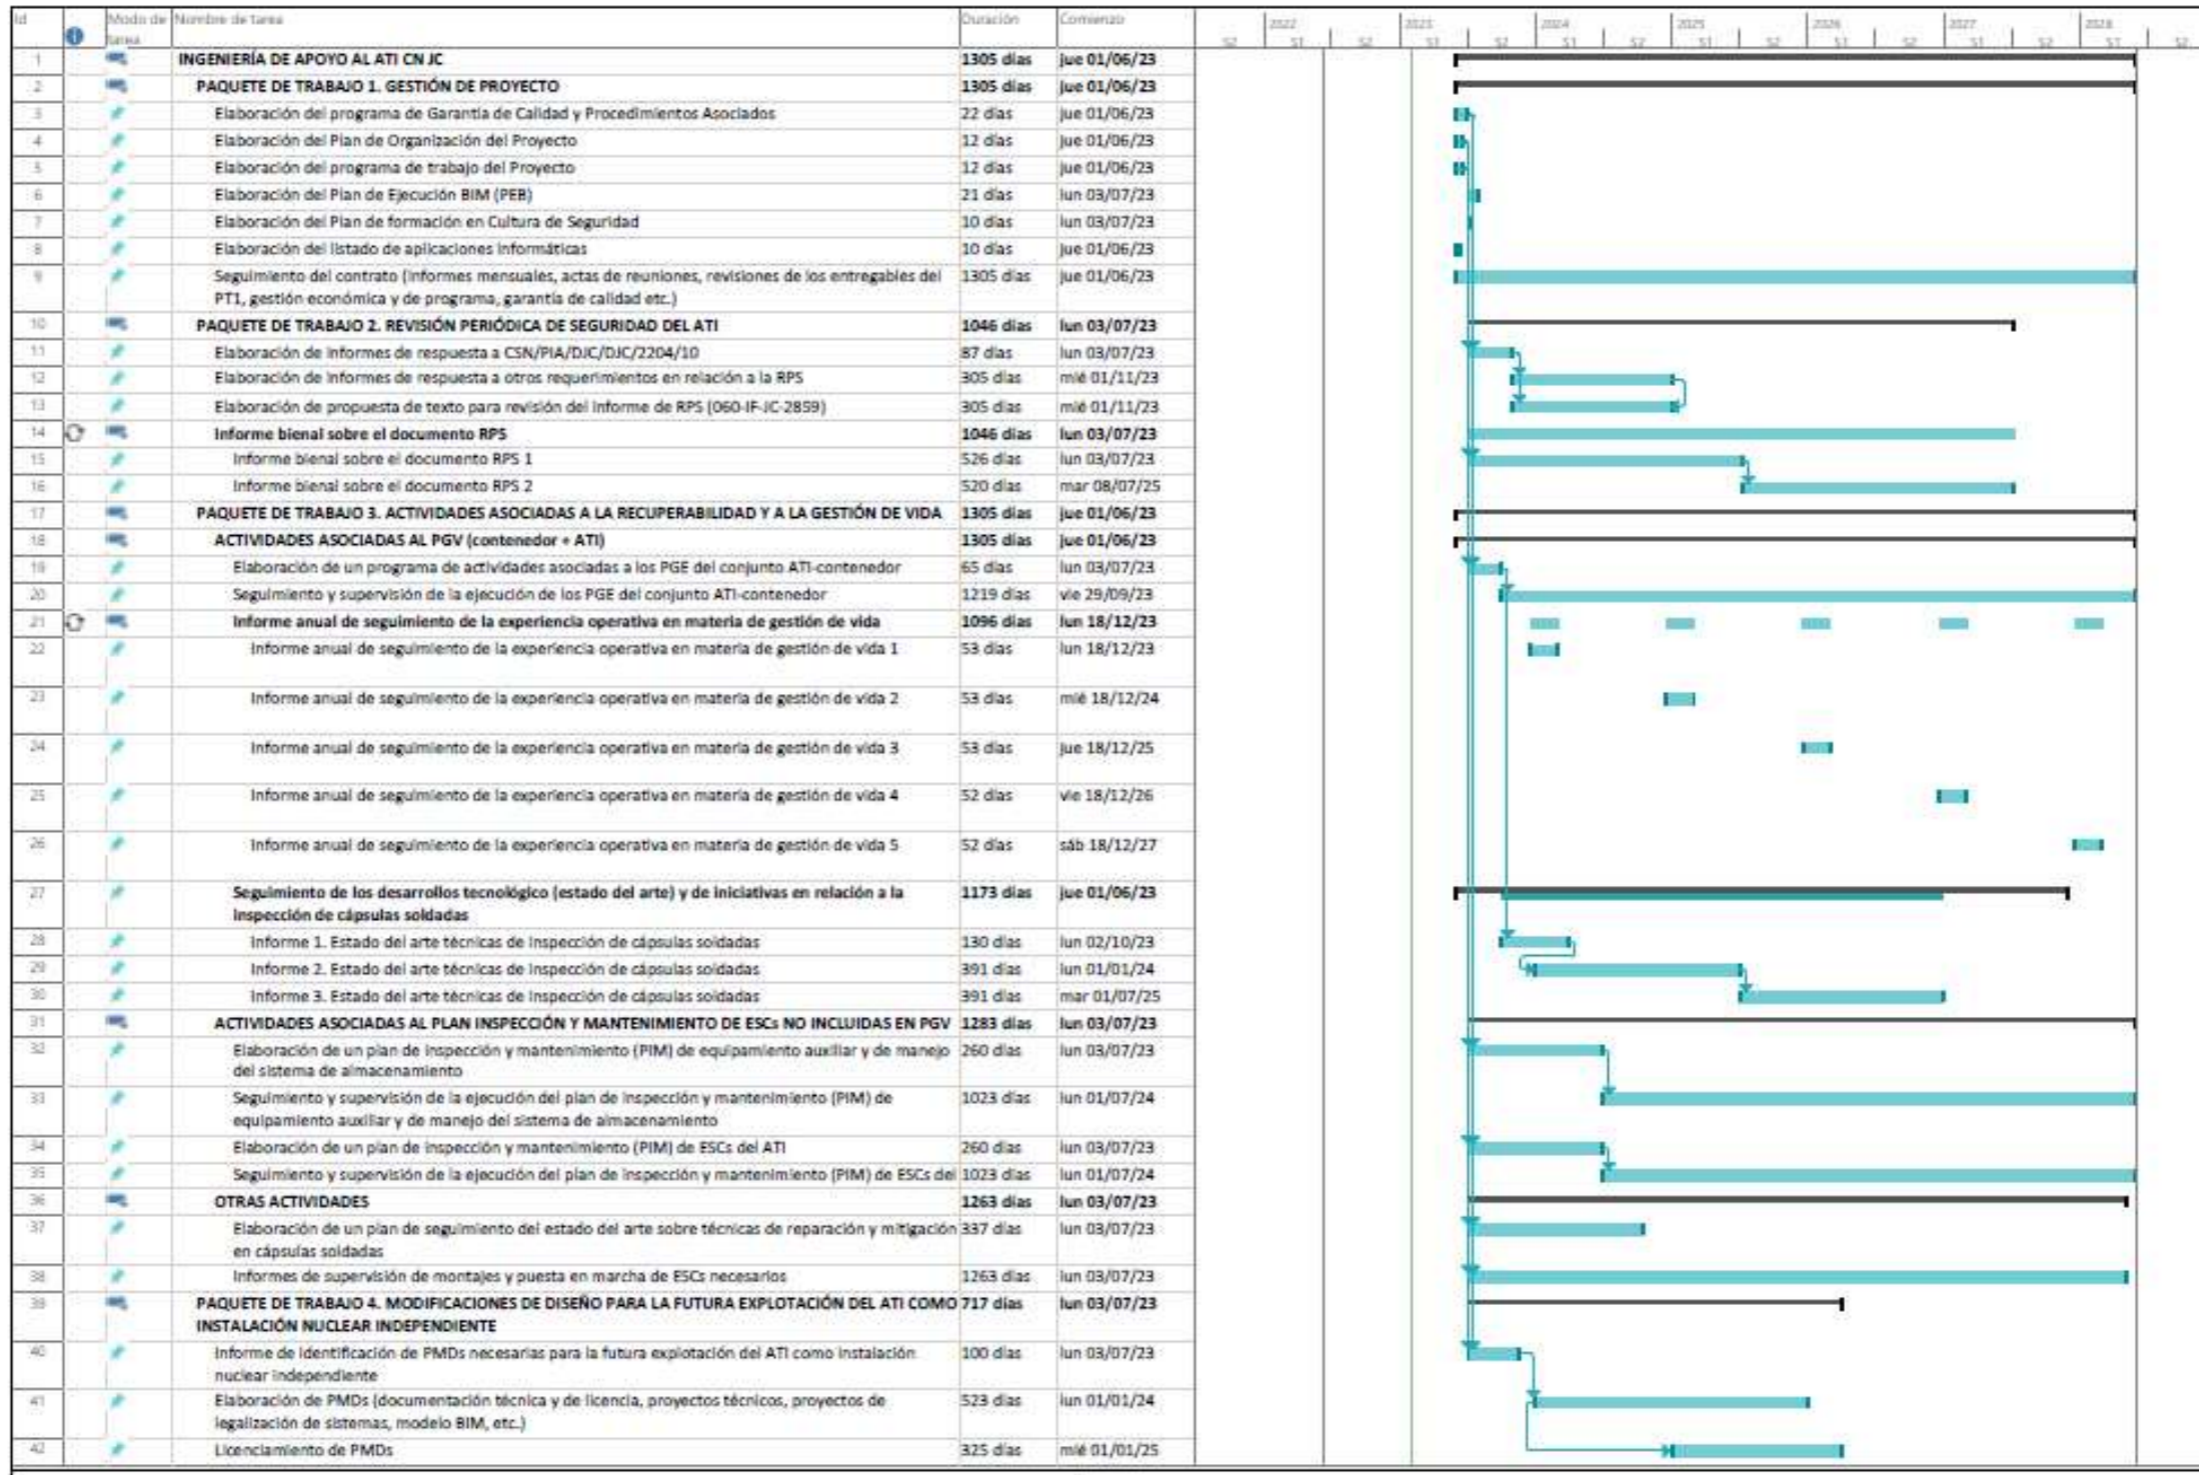 Id Modo de tarea Nombre de tarea Duración Comienzo 2022 2023 2024 2025 2026 2027 2028
S2 S1 S2 S1 S2 S1 S2 S1 S2 S1 S2 S1 S2 S1 S2
1 INGENIERÍA DE APOYO AL ATI CN JC 1305 días jue 01/06/23
2 PAQUETE DE TRABAJO 1. GESTIÓN DE PROYECTO 1305 días jue 01/06/23
3 Elaboración del programa de Garantía de Calidad y Procedimientos Asociados 22 días jue 01/06/23
4 Elaboración del Plan de Organización del Proyecto 12 días jue 01/06/23
5 Elaboración del programa de trabajo del Proyecto 12 días jue 01/06/23
6 Elaboración del Plan de Ejecución BIM (PEB) 21 días lun 03/07/23
7 Elaboración del Plan de formación en Cultura de Seguridad 10 días lun 03/07/23
8 Elaboración del listado de aplicaciones informáticas 10 días jue 01/06/23
9 Seguimiento del contrato (informes mensuales, actas de reuniones, revisiones de los entregables del 1305 días jue 01/06/23
PT1, gestión económica y de programa, garantía de calidad etc.)
10 PAQUETE DE TRABAJO 2. REVISIÓN PERIÓDICA DE SEGURIDAD DEL ATI 1046 días lun 03/07/23
11 Elaboración de informes de respuesta a CSN/PIA/DJC/DJC/2204/10 87 días lun 03/07/23
12 Elaboración de informes de respuesta a otros requerimientos en relación a la RPS 305 días mié 01/11/23
13 Elaboración de propuesta de texto para revisión del informe de RPS (060-IF-JC-2859) 305 días mié 01/11/23
14 Informe bienal sobre el documento RPS 1046 días lun 03/07/23
15 Informe bienal sobre el documento RPS 1 526 días lun 03/07/23
16 Informe bienal sobre el documento RPS 2 520 días mar 08/07/25
17 PAQUETE DE TRABAJO 3. ACTIVIDADES ASOCIADAS A LA RECUPERABILIDAD Y A LA GESTIÓN DE VIDA 1305 días jue 01/06/23
18 ACTIVIDADES ASOCIADAS AL PGV (contenedor + ATI) 1305 días jue 01/06/23
19 Elaboración de un programa de actividades asociadas a los PGE del conjunto ATI-contenedor 65 días lun 03/07/23
20 Seguimiento y supervisión de la ejecución de los PGE del conjunto ATI-contenedor 1219 días vie 29/09/23
21 Informe anual de seguimiento de la experiencia operativa en materia de gestión de vida 1096 días lun 18/12/23
22 Informe anual de seguimiento de la experiencia operativa en materia de gestión de vida 1 53 días lun 18/12/23
23 Informe anual de seguimiento de la experiencia operativa en materia de gestión de vida 2 53 días mié 18/12/24
24 Informe anual de seguimiento de la experiencia operativa en materia de gestión de vida 3 53 días jue 18/12/25
25 Informe anual de seguimiento de la experiencia operativa en materia de gestión de vida 4 52 días vie 18/12/26
26 Informe anual de seguimiento de la experiencia operativa en materia de gestión de vida 5 52 días sáb 18/12/27
27 Seguimiento de los desarrollos tecnológico (estado del arte) y de iniciativas en relación a la 1173 días jue 01/06/23
inspección de cápsulas soldadas
28 Informe 1. Estado del arte técnicas de inspección de cápsulas soldadas 130 días lun 02/10/23
29 Informe 2. Estado del arte técnicas de inspección de cápsulas soldadas 391 días lun 01/01/24
30 Informe 3. Estado del arte técnicas de inspección de cápsulas soldadas 391 días mar 01/07/25
31 ACTIVIDADES ASOCIADAS AL PLAN INSPECCIÓN Y MANTENIMIENTO DE ESCs NO INCLUIDAS EN PGV 1283 días lun 03/07/23
32 Elaboración de un plan de inspección y mantenimiento (PIM) de equipamiento auxiliar y de manejo 260 días lun 03/07/23
del sistema de almacenamiento
33 Seguimiento y supervisión de la ejecución del plan de inspección y mantenimiento (PIM) de 1023 días lun 01/07/24
equipamiento auxiliar y de manejo del sistema de almacenamiento
34 Elaboración de un plan de inspección y mantenimiento (PIM) de ESCs del ATI 260 días lun 03/07/23
35 Seguimiento y supervisión de la ejecución del plan de inspección y mantenimiento (PIM) de ESCs del 1023 días lun 01/07/24
36 OTRAS ACTIVIDADES 1263 días lun 03/07/23
37 Elaboración de un plan de seguimiento del estado del arte sobre técnicas de reparación y mitigación 337 días lun 03/07/23
en cápsulas soldadas
38 Informes de supervisión de montajes y puesta en marcha de ESCs necesarios 1263 días lun 03/07/23
39 PAQUETE DE TRABAJO 4. MODIFICACIONES DE DISEÑO PARA LA FUTURA EXPLOTACIÓN DEL ATI COMO 717 días lun 03/07/23
INSTALACIÓN NUCLEAR INDEPENDIENTE
40 Informe de identificación de PMDs necesarias para la futura explotación del ATI como instalación 100 días lun 03/07/23
nuclear independiente
41 Elaboración de PMDs (documentación técnica y de licencia, proyectos técnicos, proyectos de 523 días lun 01/01/24
legalización de sistemas, modelo BIM, etc.)
42 Licenciamiento de PMDs 325 días mié 01/01/25